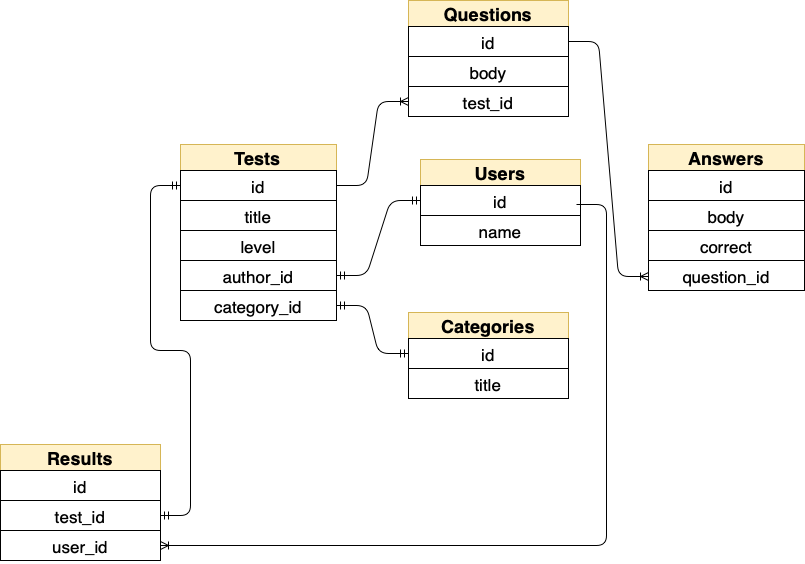 Questions
id
body
test_id
Tests
id
title
level
author_id
category_id
Users
id
name
Answers
id
body
correct
question_id
Categories
id
title
Results
id
test_id
user_id